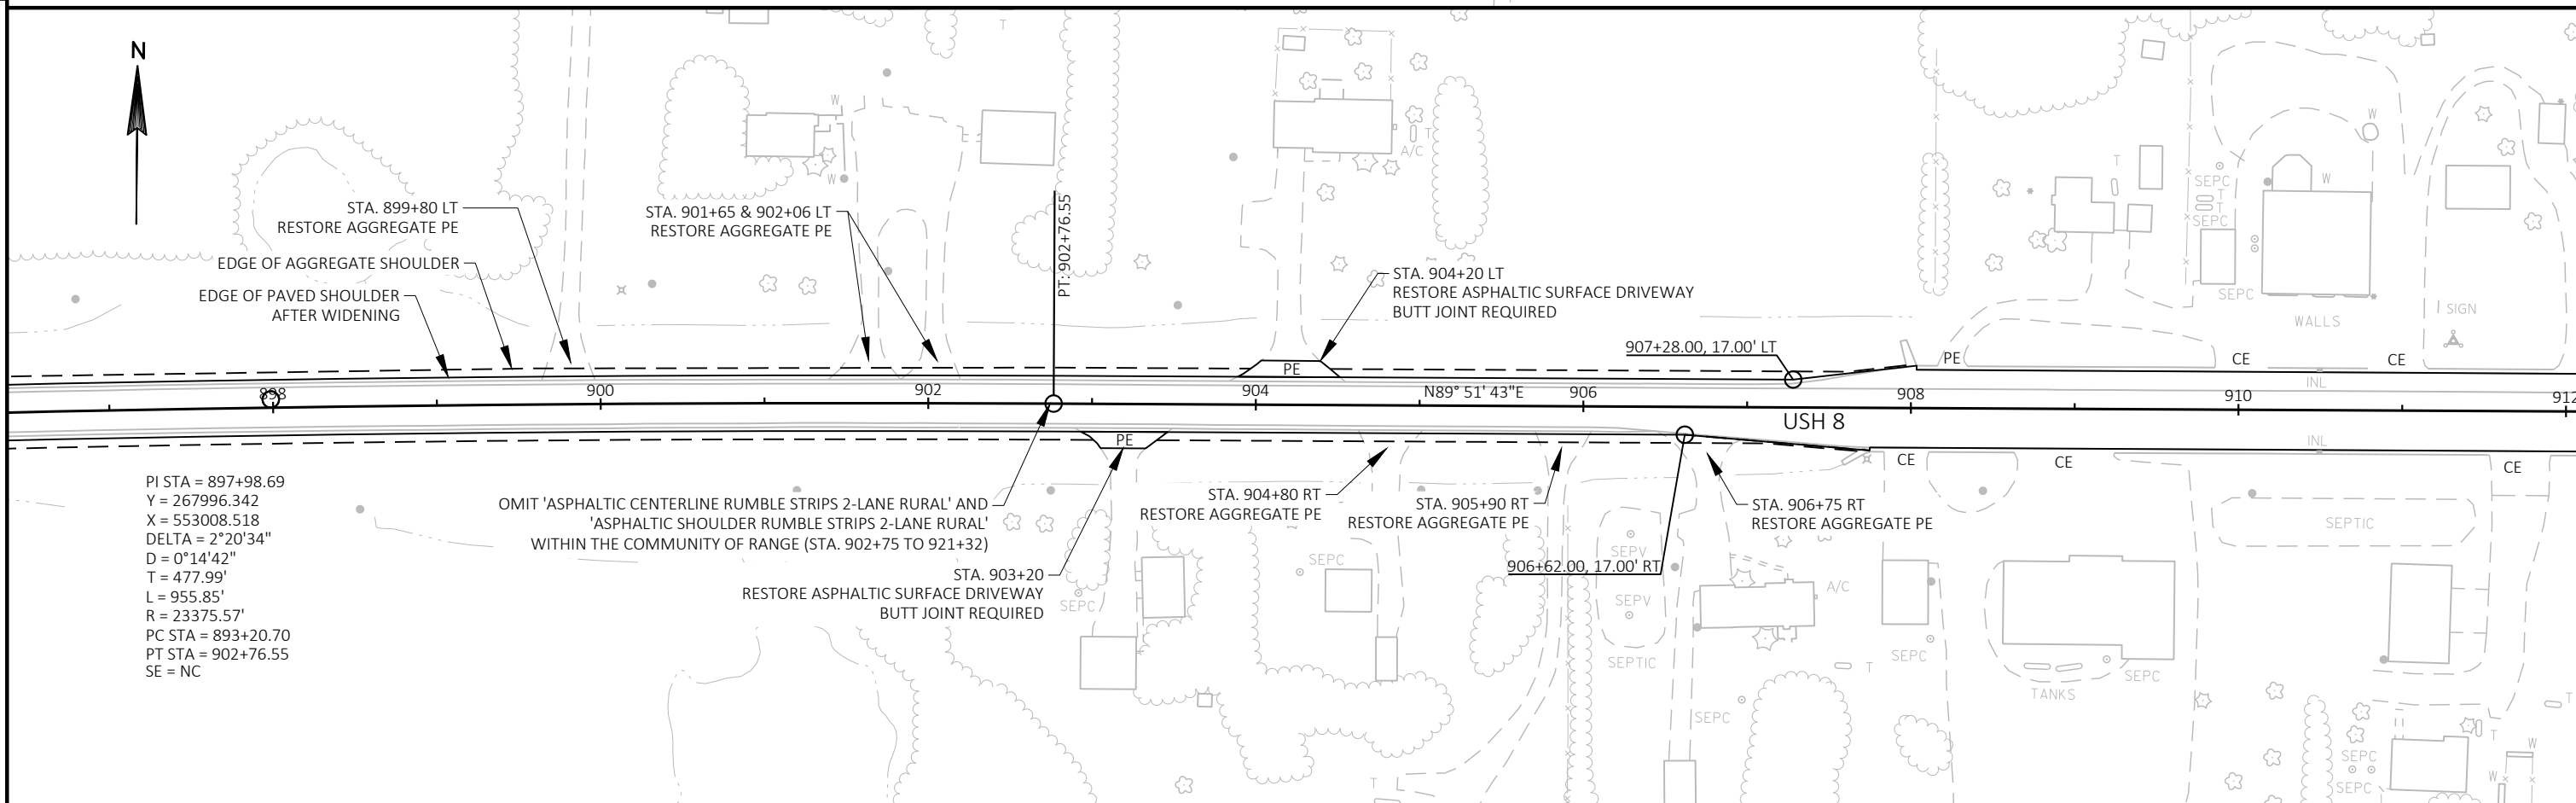 N
T
W
W
A/C
T
STA. 899+80 LT
RESTORE AGGREGATE PE
EDGE OF AGGREGATE SHOULDER
EDGE OF PAVED SHOULDER
AFTER WIDENING
STA. 901+65 & 902+06 LT
RESTORE AGGREGATE PE
PT: 902+76.55
STA. 904+20 LT
RESTORE ASPHALTIC SURFACE DRIVEWAY
BUTT JOINT REQUIRED
907+28.00, 17.00' LT
T
SEPC
T
SEPC
SEPC
W
W
WALLS
SIGN
PE
PE
CE
CE
INL
898
900
902
904
N89° 51' 43"E
906
908
910
912
USH 8
PE
INL
CE
CE
CE
PI STA = 897+98.69
Y = 267996.342
X = 553008.518
DELTA = 2°20'34"
D = 0°14'42"
T = 477.99'
L = 955.85'
R = 23375.57'
PC STA = 893+20.70
PT STA = 902+76.55
SE = NC
OMIT 'ASPHALTIC CENTERLINE RUMBLE STRIPS 2-LANE RURAL' AND
'ASPHALTIC SHOULDER RUMBLE STRIPS 2-LANE RURAL'
WITHIN THE COMMUNITY OF RANGE (STA. 902+75 TO 921+32)
STA. 903+20
RESTORE ASPHALTIC SURFACE DRIVEWAY
BUTT JOINT REQUIRED
STA. 904+80 RT
RESTORE AGGREGATE PE
STA. 905+90 RT
RESTORE AGGREGATE PE
906+62.00, 17.00' RT
STA. 906+75 RT
RESTORE AGGREGATE PE
SEPC
SEPC
SEPV
SEPV
SEPTIC
A/C
T
SEPC
SEPC
TANKS
SEPC
SEPTIC
T
T
W
SEPC
SEPC
W
T